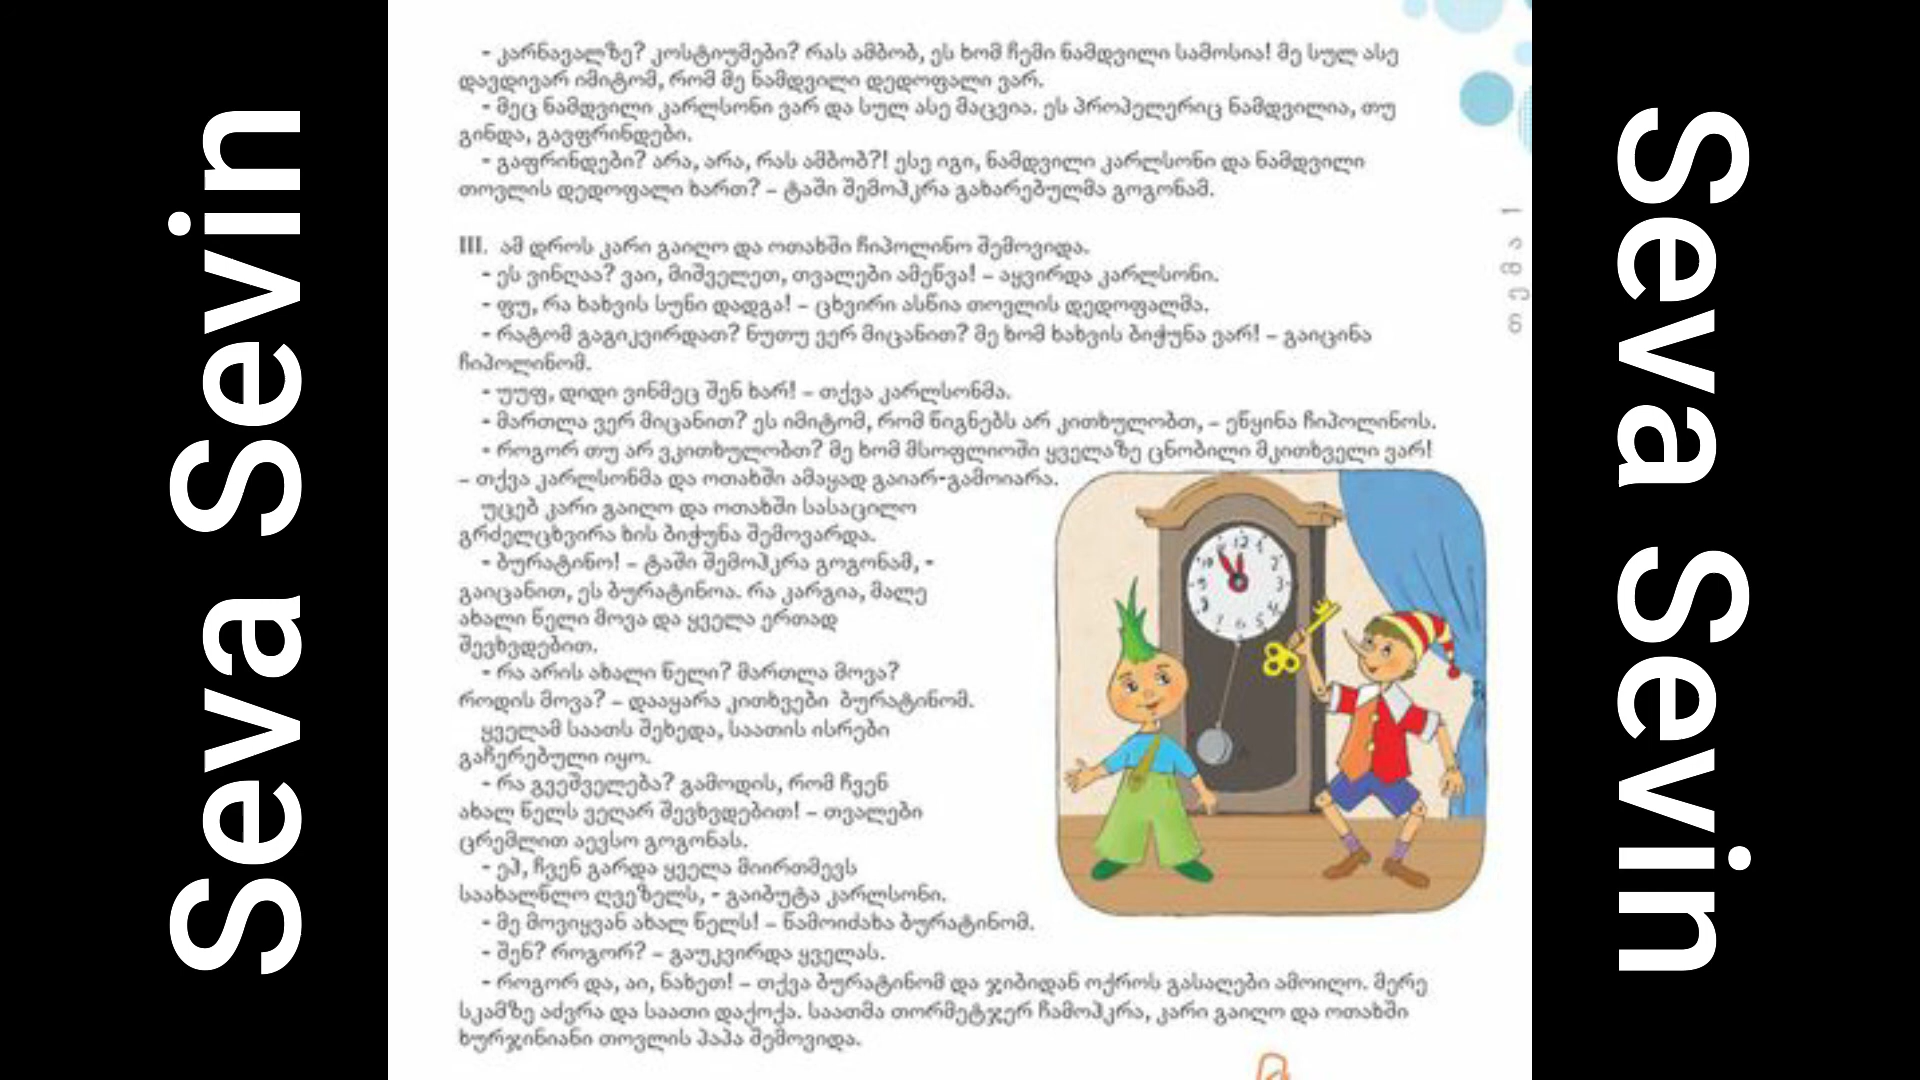 Seva Sevin
- კარნავალზე? კოსტიუმები? რას ამბობ, ეს ხომ ჩემი ნამდვილი სამოსია! მე სულ ასე
დავდივარ იმიტომ, რომ მე ნამდვილი დედოფალი ვარ.
- მეც ნამდვილი კარლსონი ვარ და სულ ასე მაცვია. ეს პროპელერიც ნამდვილია, თუ
გინდა, გავფრინდები.
- გაფრინდები? არა, არა, რას ამბობ?! ესე იგი, ნამდვილი კარლსონი და ნამდვილი
თოვლის დედოფალი ხართ? – ტაში შემოჰკრა გახარებულმა გოგონამ.
III. ამ დროს კარი გაიღო და ოთახში ჩიპოლინო შემოვიდა.
- ეს ვინღაა? ვაი, მიშველეთ, თვალები ამეწვა! – აყვირდა კარლსონი.
- ფუ, რა ხახვის სუნი დადგა! – ცხვირი ასწია თოვლის დედოფალმა.
- რატომ გაგიკვირდათ? ნუთუ ვერ მიცანით? მე ხომ ხახვის ბიჭუნა ვარ! – გაიცინა
ჩიპოლინომ.
- უუფ, დიდი ვინმეც შენ ხარ! – თქვა კარლსონმა.
- მართლა ვერ მიცანით? ეს იმიტომ, რომ წიგნებს არ კითხულობთ, – ეწყინა ჩიპოლინოს.
- როგორ თუ არ ვკითხულობთ? მე ხომ მსოფლიოში ყველაზე ცნობილი მკითხველი ვარ!
– თქვა კარლსონმა და ოთახში ამაყად გაიარ-გამოიარა.
უცებ კარი გაიღო და ოთახში სასაცილო
გრძელცხვირა ხის ბიჭუნა შემოვარდა.
- ბურატინო! – ტაში შემოჰკრა გოგონამ, -
გაიცანით, ეს ბურატინოა. რა კარგია, მალე
ახალი წელი მოვა და ყველა ერთად
შევხვდებით.
- რა არის ახალი წელი? მართლა მოვა?
როდის მოვა? – დააყარა კითხვები ბურატინომ.
ყველამ საათს შეხედა, საათის ისრები
გაჩერებული იყო.
- რა გვეშველება? გამოდის, რომ ჩვენ
ახალ წელს ვეღარ შევხვდებით! – თვალები
ცრემლით აევსო გოგონას.
- ეჰ, ჩვენ გარდა ყველა მიირთმევს
საახალწლო ღვეზელს, - გაიბუტა კარლსონი.
- მე მოვიყვან ახალ წელს! – წამოიძახა ბურატინომ.
- შენ? როგორ? – გაუკვირდა ყველას.
- როგორ და, აი, ნახეთ! – თქვა ბურატინომ და ჯიბიდან ოქროს გასაღები ამოიღო. მერე
სკამზე აძვრა და საათი დაქოქა. საათმა თორმეტჯერ ჩამოჰკრა, კარი გაიღო და ოთახში
ხურჯინიანი თოვლის პაპა შემოვიდა.
თემა 1
Seva Sevin